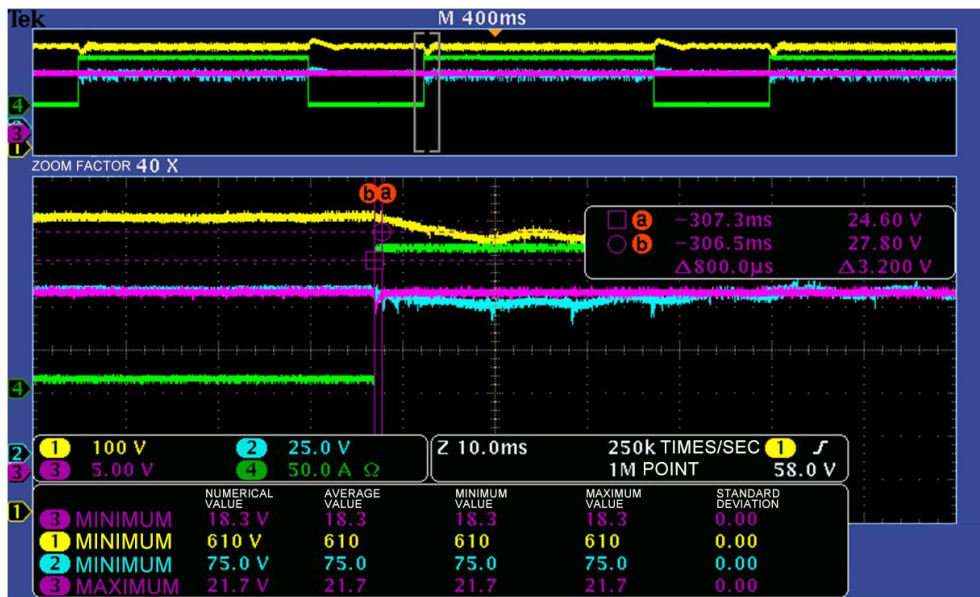 Tek
M 400ms
4
3
1
ZOOM FACTOR 40 X
b a
a −307.3ms 24.60 V
b −306.5ms 27.80 V
Δ800.0µs Δ3.200 V
4
2
3
1
1 100 V 2 25.0 V
3 5.00 V 4 50.0 A Ω
Z 10.0ms 250k TIMES/SEC 1
1M POINT 58.0 V
NUMERICAL VALUE AVERAGE VALUE MINIMUM VALUE MAXIMUM VALUE STANDARD DEVIATION
3 MINIMUM 18.3 V 18.3 18.3 18.3 0.00
1 MINIMUM 610 V 610 610 610 0.00
2 MINIMUM 75.0 V 75.0 75.0 75.0 0.00
3 MAXIMUM 21.7 V 21.7 21.7 21.7 0.00